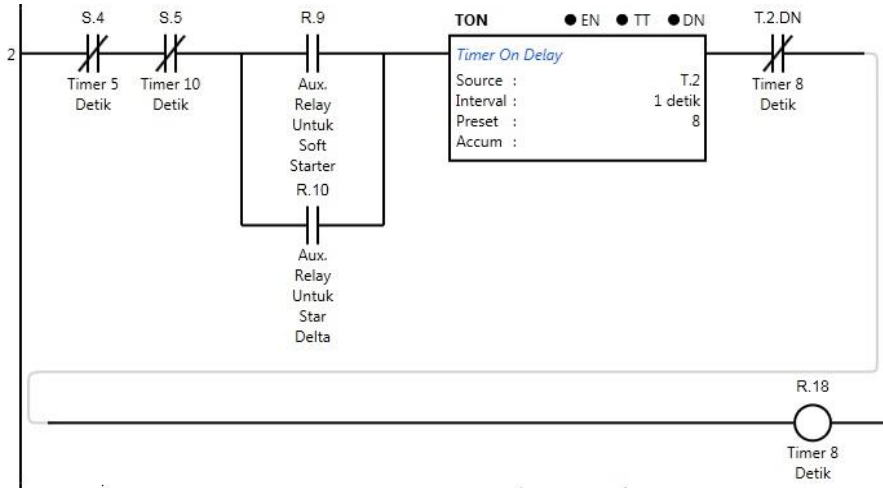 S.4
S.5
R.9
TON
EN
TT
DN
T.2.DN
2
Timer 5
Detik
Timer 10
Detik
Aux.
Relay
Untuk
Soft
Starter
Timer On Delay
Source : T.2
Interval : 1 detik
Preset : 8
Accum :
Timer 8
Detik
R.10
Aux.
Relay
Untuk
Star
Delta
R.18
Timer 8
Detik